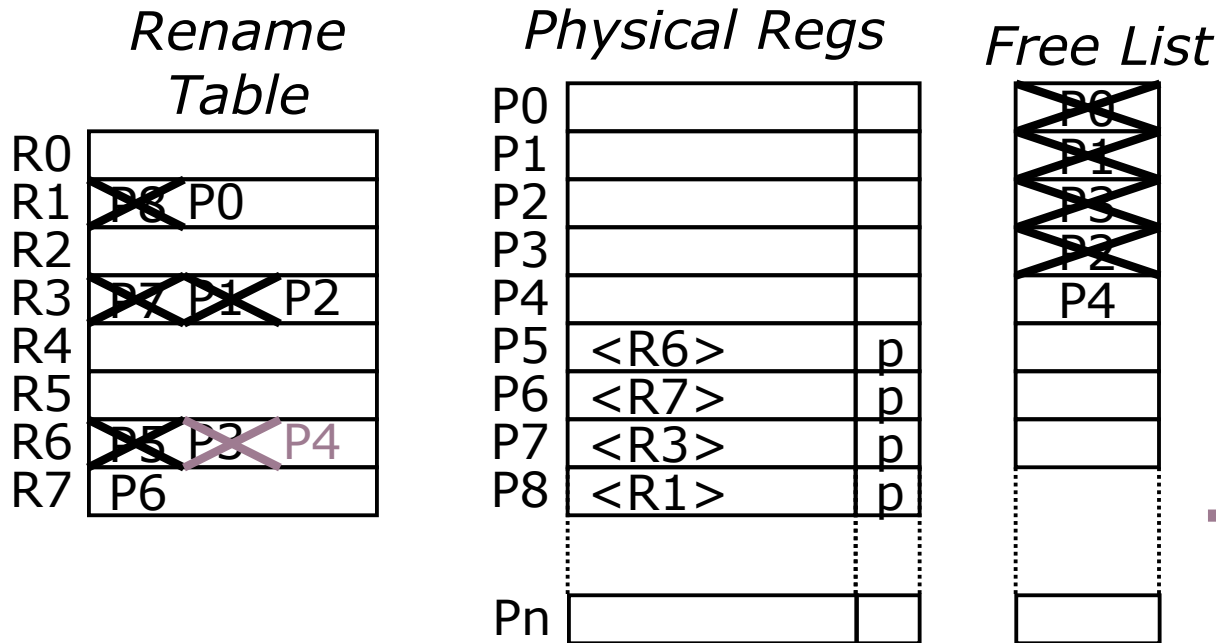 Rename
Table
R0
R1 P8 P0
R2
R3 P7 P1 P2
R4
R5
R6 P5 P3 P4
R7 P6
Physical Regs
P0
P1
P2
P3
P4
P5 <R6> p
P6 <R7> p
P7 <R3> p
P8 <R1> p
Pn
Free List
P0
P1
P3
P2
P4